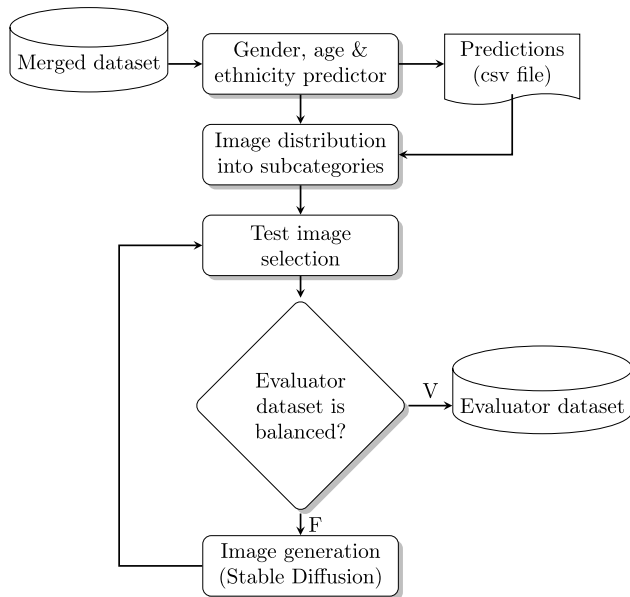 Merged dataset
Gender, age &
ethnicity predictor
Predictions
(csv file)
Image distribution
into subcategories
Test image
selection
Evaluator
dataset is
balanced?
V
Evaluator dataset
F
Image generation
(Stable Diffusion)